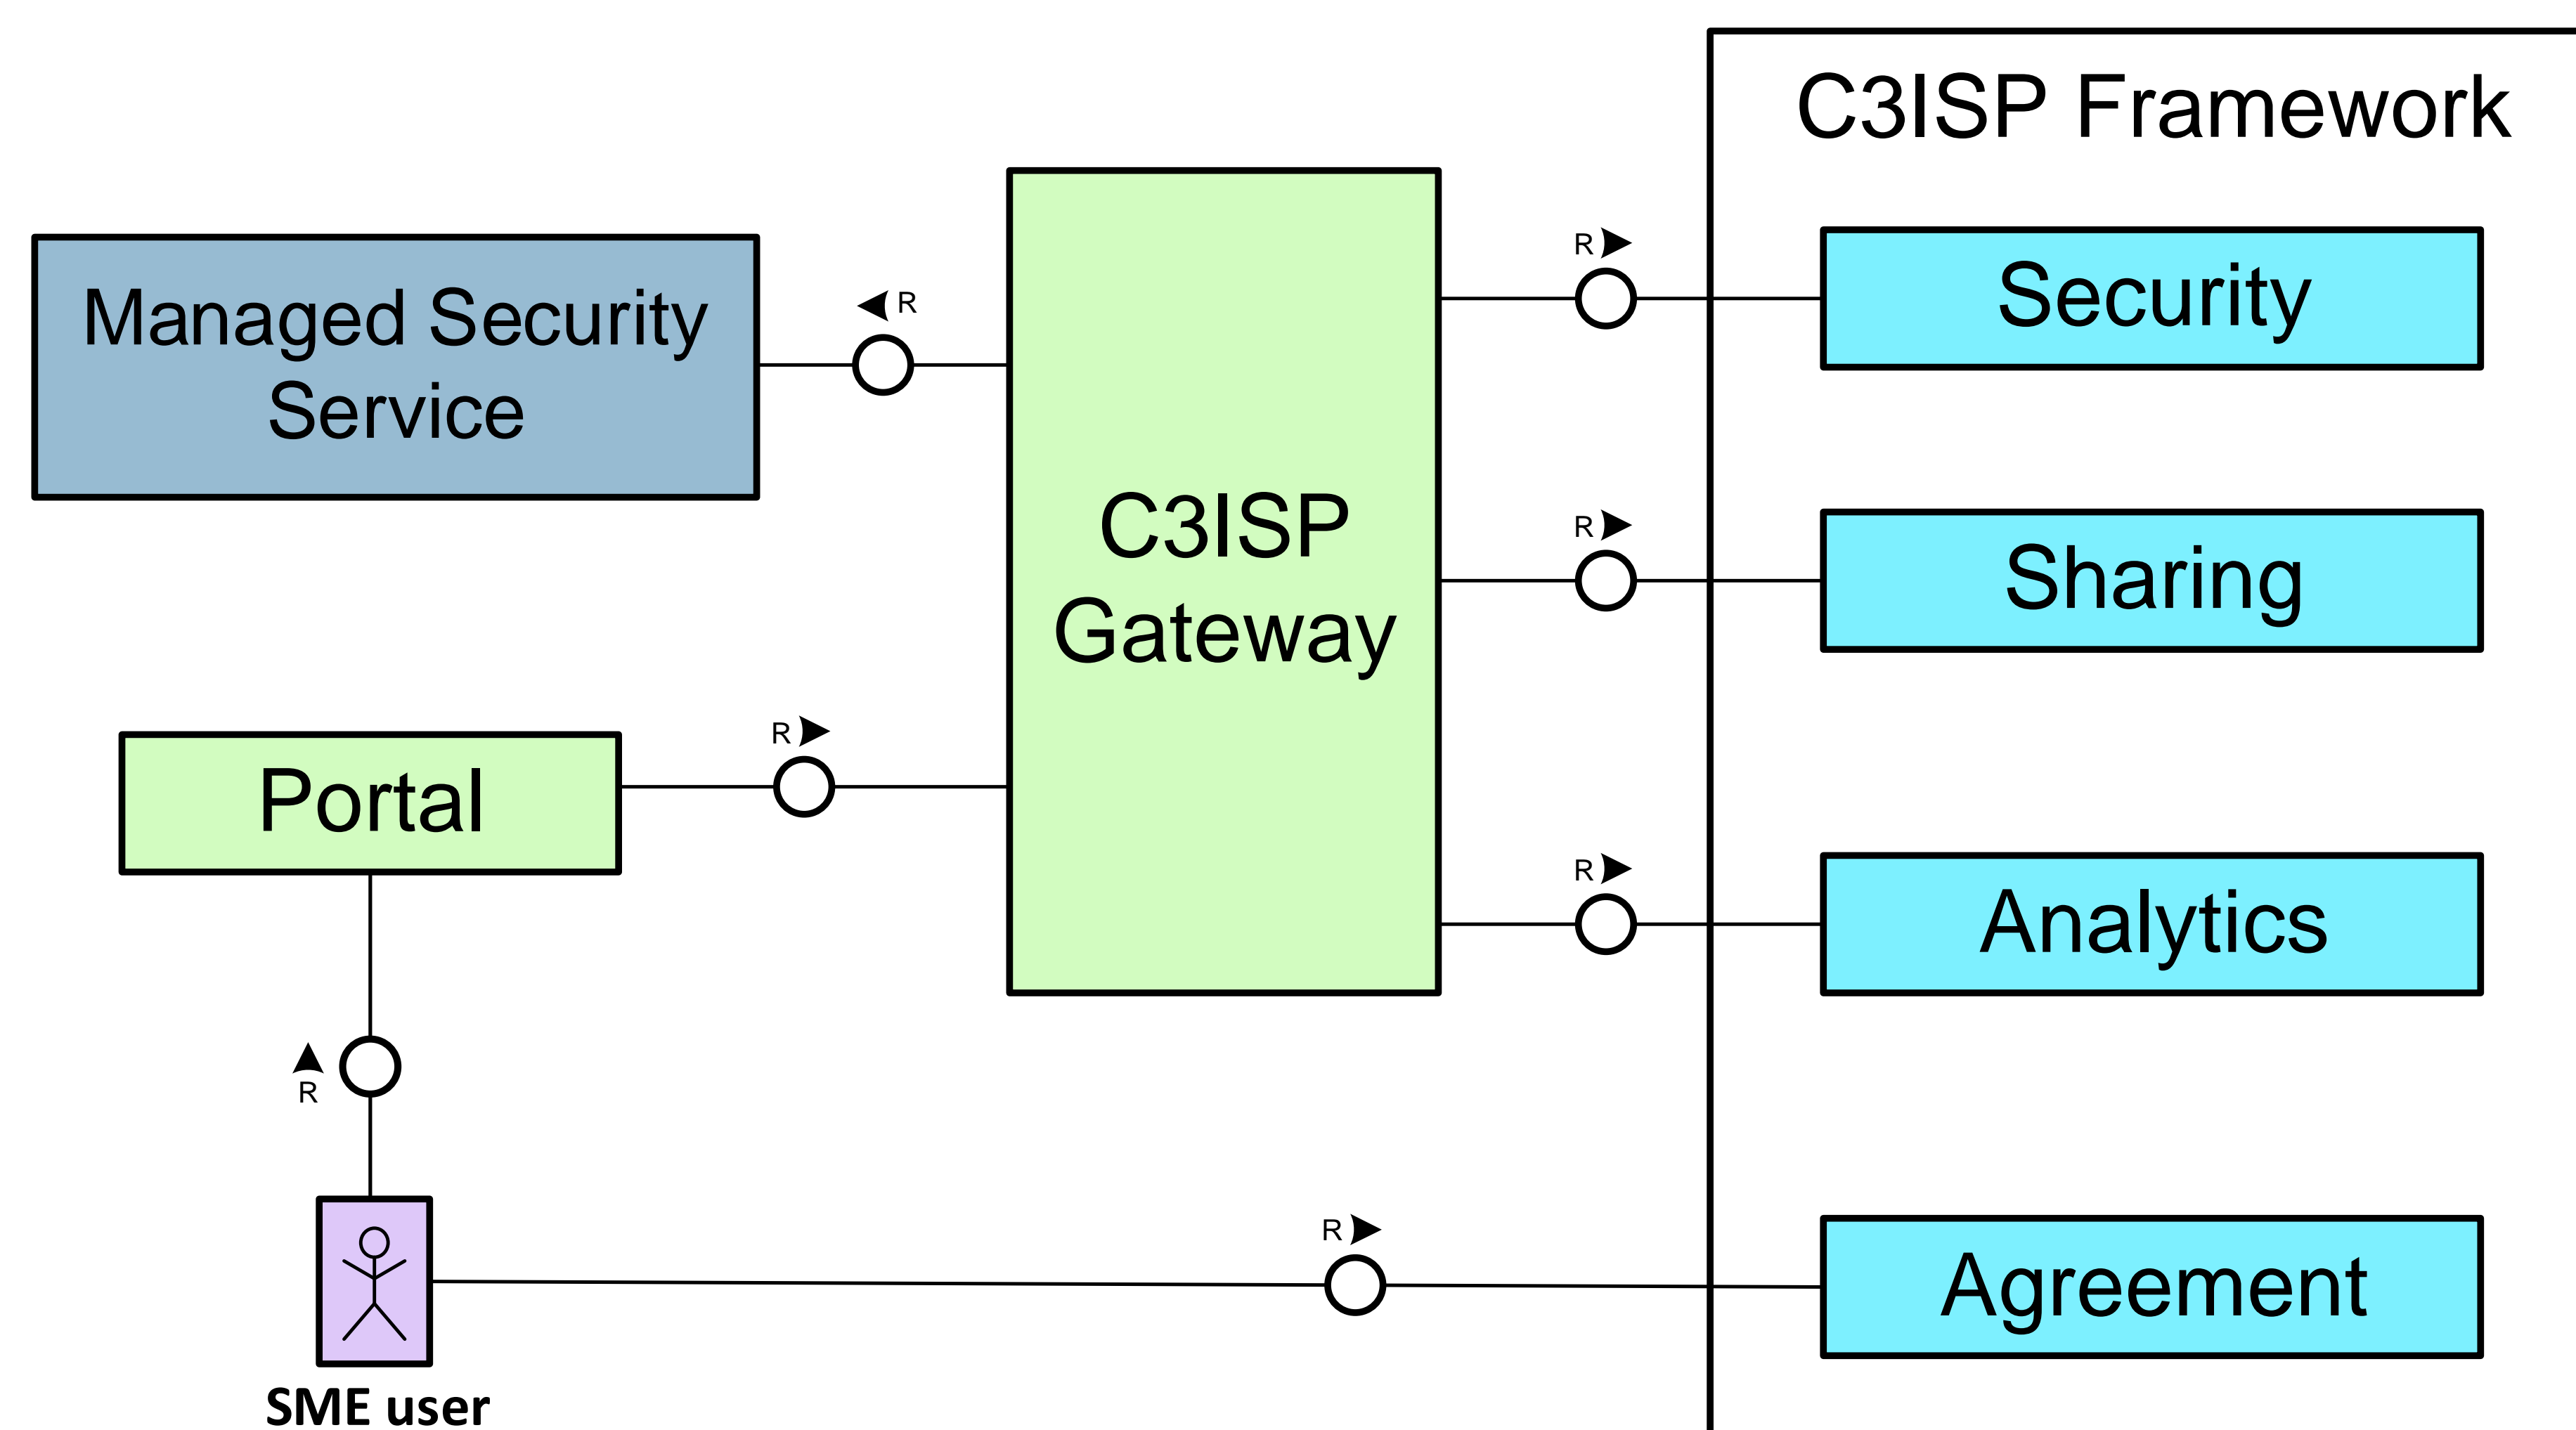 C3ISP Framework
Managed Security
Service
R
C3ISP
Gateway
R
Security
R
Sharing
Portal
R
R
Analytics
R
R
Agreement
SME user